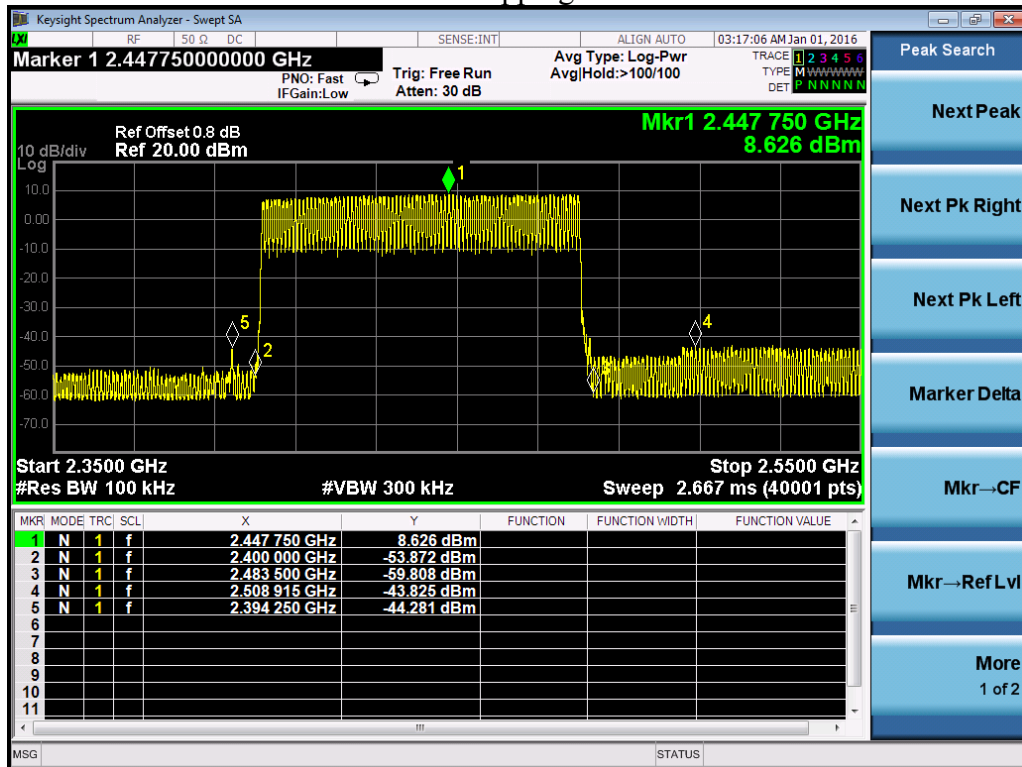 pping
Keysight Spectrum Analyzer - Swept SA
LXI RF 50 Ω DC SENSE:INT ALIGN AUTO 03:17:06 AM Jan 01, 2016
Marker 1 2.447750000000 GHz
PNO: Fast
IFGain:Low
Trig: Free Run
Atten: 30 dB
Avg Type: Log-Pwr
Avg|Hold:>100/100
TRACE 1 2 3 4 5 6
TYPE M WWWWW
DET P N N N N N
Mkr1 2.447 750 GHz
8.626 dBm
Ref Offset 0.8 dB
10 dB/div Ref 20.00 dBm
Log
10.0
0.00
-10.0
-20.0
-30.0
-40.0
-50.0
-60.0
-70.0
1
5
2
4
3
Start 2.3500 GHz Stop 2.5500 GHz
#Res BW 100 kHz #VBW 300 kHz Sweep 2.667 ms (40001 pts)
MKR MODE TRC SCL X Y FUNCTION FUNCTION WIDTH FUNCTION VALUE
1 N 1 f 2.447 750 GHz 8.626 dBm
2 N 1 f 2.400 000 GHz -53.872 dBm
3 N 1 f 2.483 500 GHz -59.808 dBm
4 N 1 f 2.508 915 GHz -43.825 dBm
5 N 1 f 2.394 250 GHz -44.281 dBm
6
7
8
9
10
11
MSG STATUS
Peak Search
Next Peak
Next Pk Right
Next Pk Left
Marker Delta
Mkr→CF
Mkr→Ref Lvl
More
1 of 2